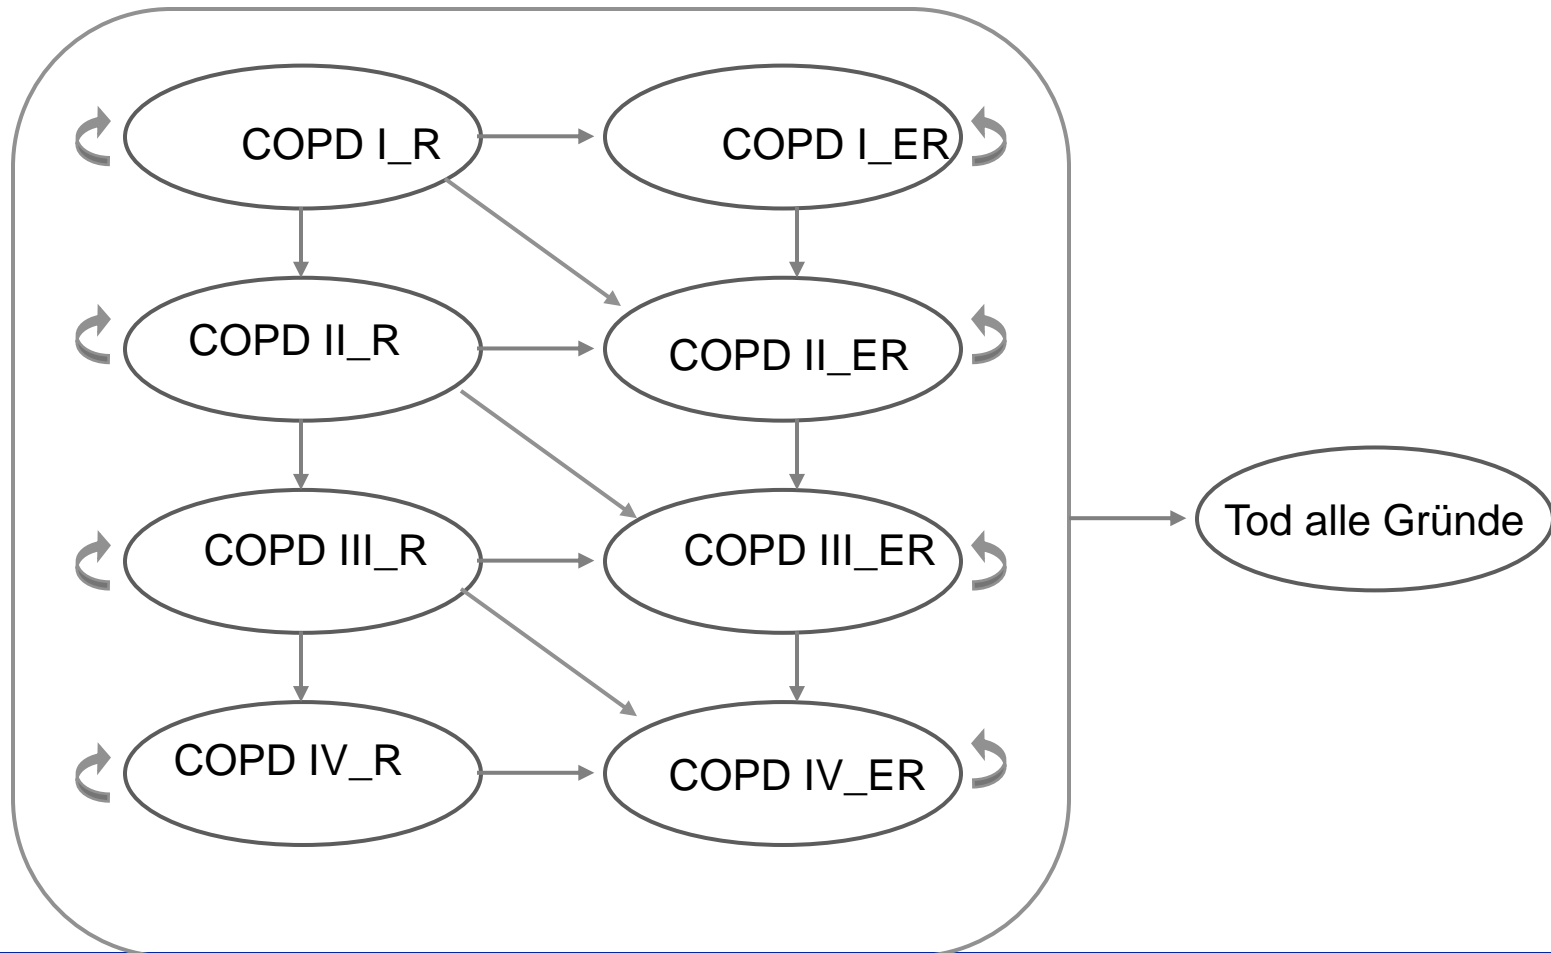 COPD I_R
COPD I_ER
COPD II_R
COPD II_ER
COPD III_R
COPD III_ER
Tod alle Gründe
COPD IV_R
COPD IV_ER